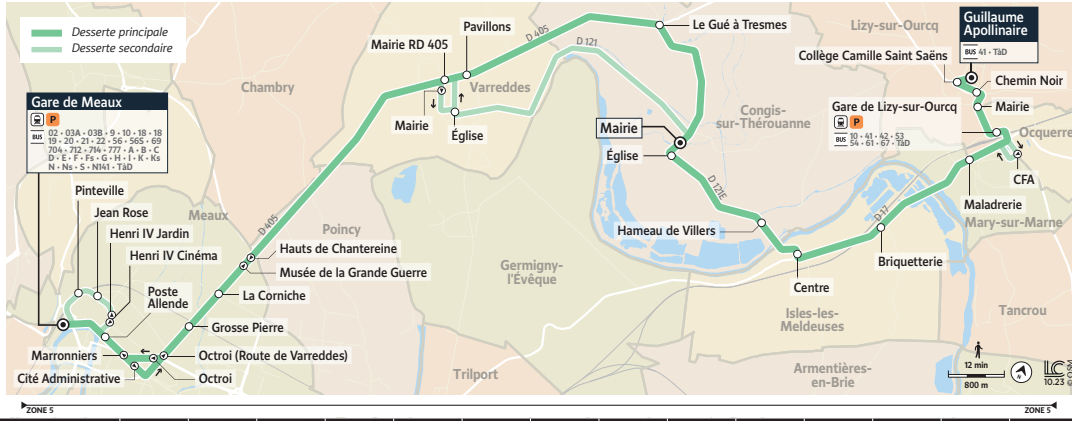 Desserte principale
Desserte secondaire
Gare de Meaux
P
BUS
02 • 03A • 03B • 9 • 10 • 18 • 18
19 • 20 • 21 • 22 • 56 • 56S • 69
704 • 712 • 714 • 777 • A • B • C
D • E • F • Fs • G • H • I • K • Ks
N • Ns • S • N141 • TàD
Pinteville
Jean Rose
Henri IV Jardin
Henri IV Cinéma
Poste
Allende
Marronniers
Cité Administrative
Octroi
Octroi (Route de Varreddes)
Grosse Pierre
La Corniche
Musée de la Grande Guerre
Hauts de Chantereine
D 405
Meaux
Poincy
Chambry
Mairie RD 405
Pavillons
Varreddes
Mairie
Église
D 405
D 121
Le Gué à Tresmes
Congis-
sur-Thérouanne
Mairie
Église
D 121E
Hameau de Villers
Centre
Germigny-
l'Évêque
Trilport
Isles-les-
Meldeuses
Armentières-
en-Brie
Tancrou
D 17
Briquetterie
Maladrerie
Mary-sur-Marne
CFA
Ocquerre
Gare de Lizy-sur-Ourcq
P
BUS
10 • 41 • 42 • 53
54 • 61 • 67 • TàD
Mairie
Chemin Noir
Collège Camille Saint Saëns
Lizy-sur-Ourcq
Guillaume
Apollinaire
BUS 41 • TàD
12 min
800 m
N
LC
10.23
© OSM
ZONE 5
ZONE 5